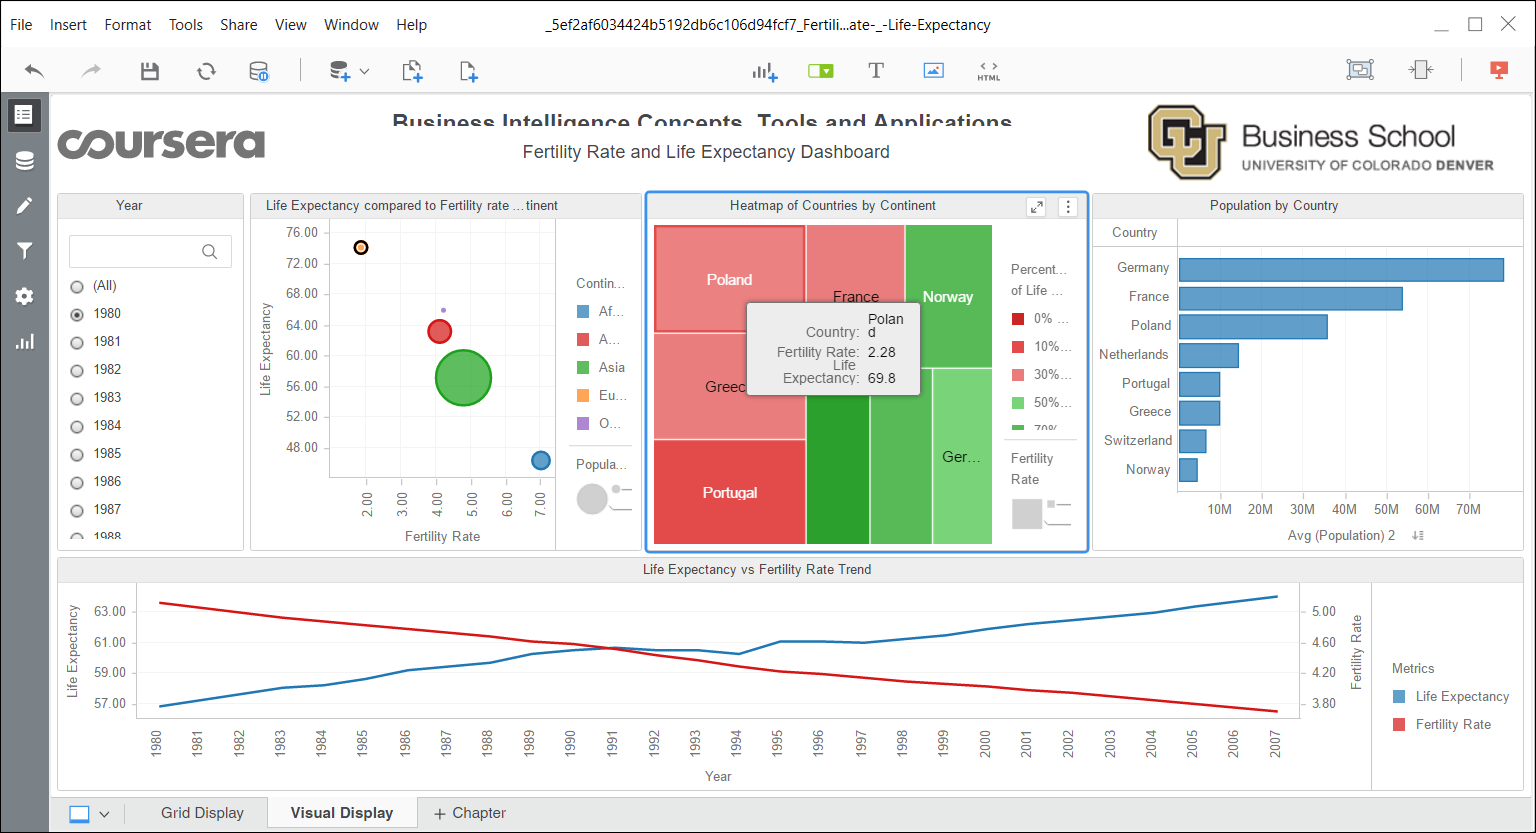 File Insert Format Tools Share View Window Help _5ef2af6034424b5192db6c106d94fcf7_Fertili...ate-_-Life-Expectancy
HTML
coursera
Business Intelligence Concepts, Tools and Applications
Fertility Rate and Life Expectancy Dashboard
CU
Business School
UNIVERSITY OF COLORADO DENVER
Year
(All)
1980
1981
1982
1983
1984
1985
1986
1987
1988
Life Expectancy compared to Fertility rate ...tinent
Life Expectancy
76.00
72.00
68.00
64.00
60.00
56.00
52.00
48.00
2.00 3.00 4.00 5.00 6.00 7.00
Fertility Rate
Contin...
Af...
A...
Asia
Eu...
O...
Popula...
Heatmap of Countries by Continent
Poland
France
Norway
Greec
Portugal
Ger...
Country: Polan
d
Fertility Rate: 2.28
Life
Expectancy: 69.8
Percent...
of Life ...
0% ...
10%...
30%...
50%...
70%...
Fertility
Rate
Population by Country
Country
Germany
France
Poland
Netherlands
Portugal
Greece
Switzerland
Norway
10M 20M 30M 40M 50M 60M 70M
Avg (Population) 2
Life Expectancy vs Fertility Rate Trend
Life Expectancy
63.00
61.00
59.00
57.00
5.00
4.60
4.20
3.80
Fertility Rate
1980 1981 1982 1983 1984 1985 1986 1987 1988 1989 1990 1991 1992 1993 1994 1995 1996 1997 1998 1999 2000 2001 2002 2003 2004 2005 2006 2007
Year
Metrics
Life Expectancy
Fertility Rate
Grid Display Visual Display + Chapter